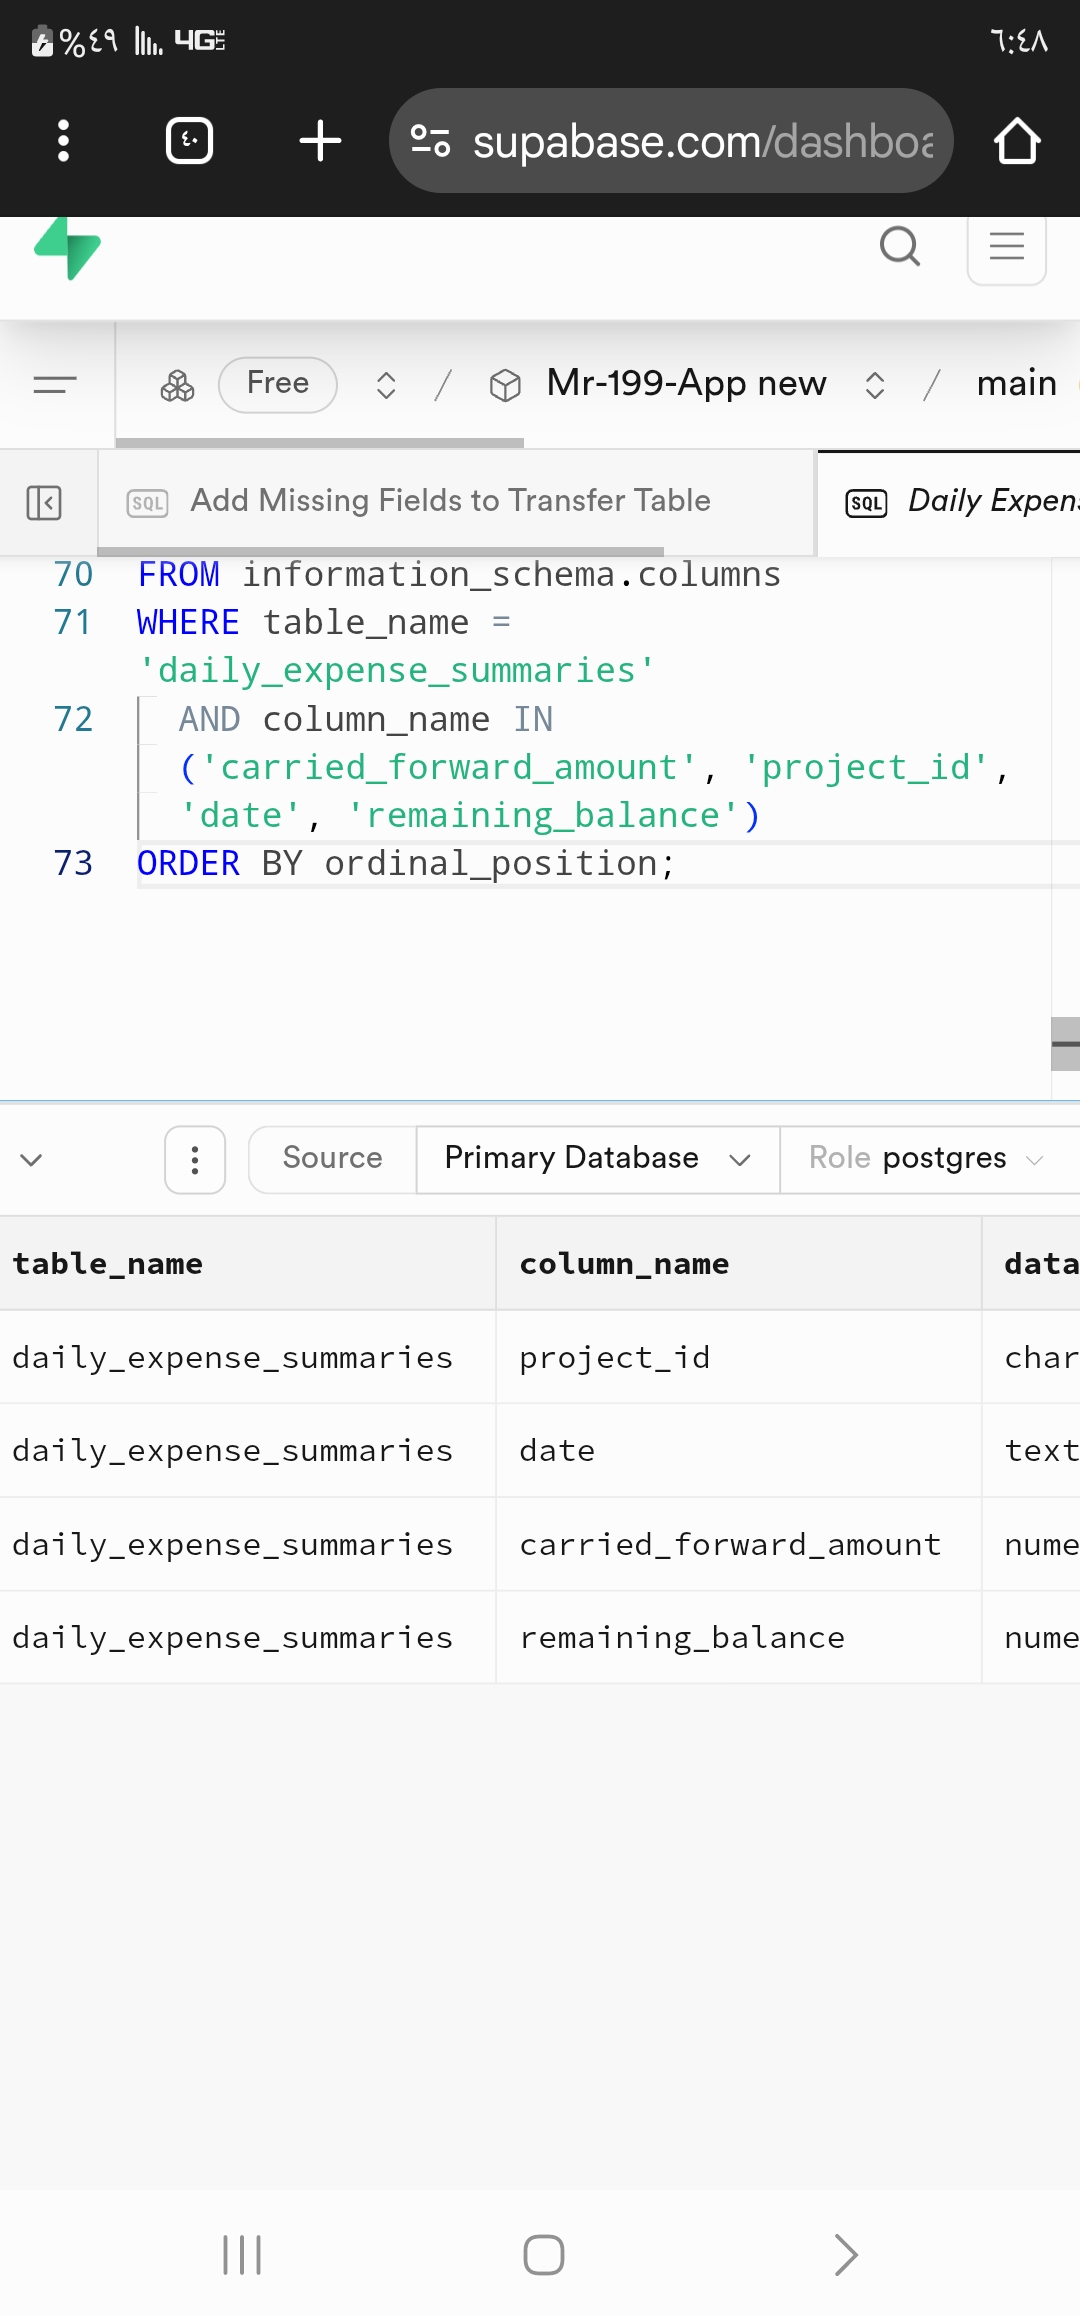 %٤٩ 4G LTE ٦:٤٨
٤٠ supabase.com/dashboa
Free / Mr-199-App new / main
SQL Add Missing Fields to Transfer Table SQL Daily Expens
70 FROM information_schema.columns
71 WHERE table_name =
'daily_expense_summaries'
72 AND column_name IN
('carried_forward_amount', 'project_id',
'date', 'remaining_balance')
73 ORDER BY ordinal_position;
Source Primary Database Role postgres
table_name column_name data
daily_expense_summaries project_id char
daily_expense_summaries date text
daily_expense_summaries carried_forward_amount nume
daily_expense_summaries remaining_balance nume